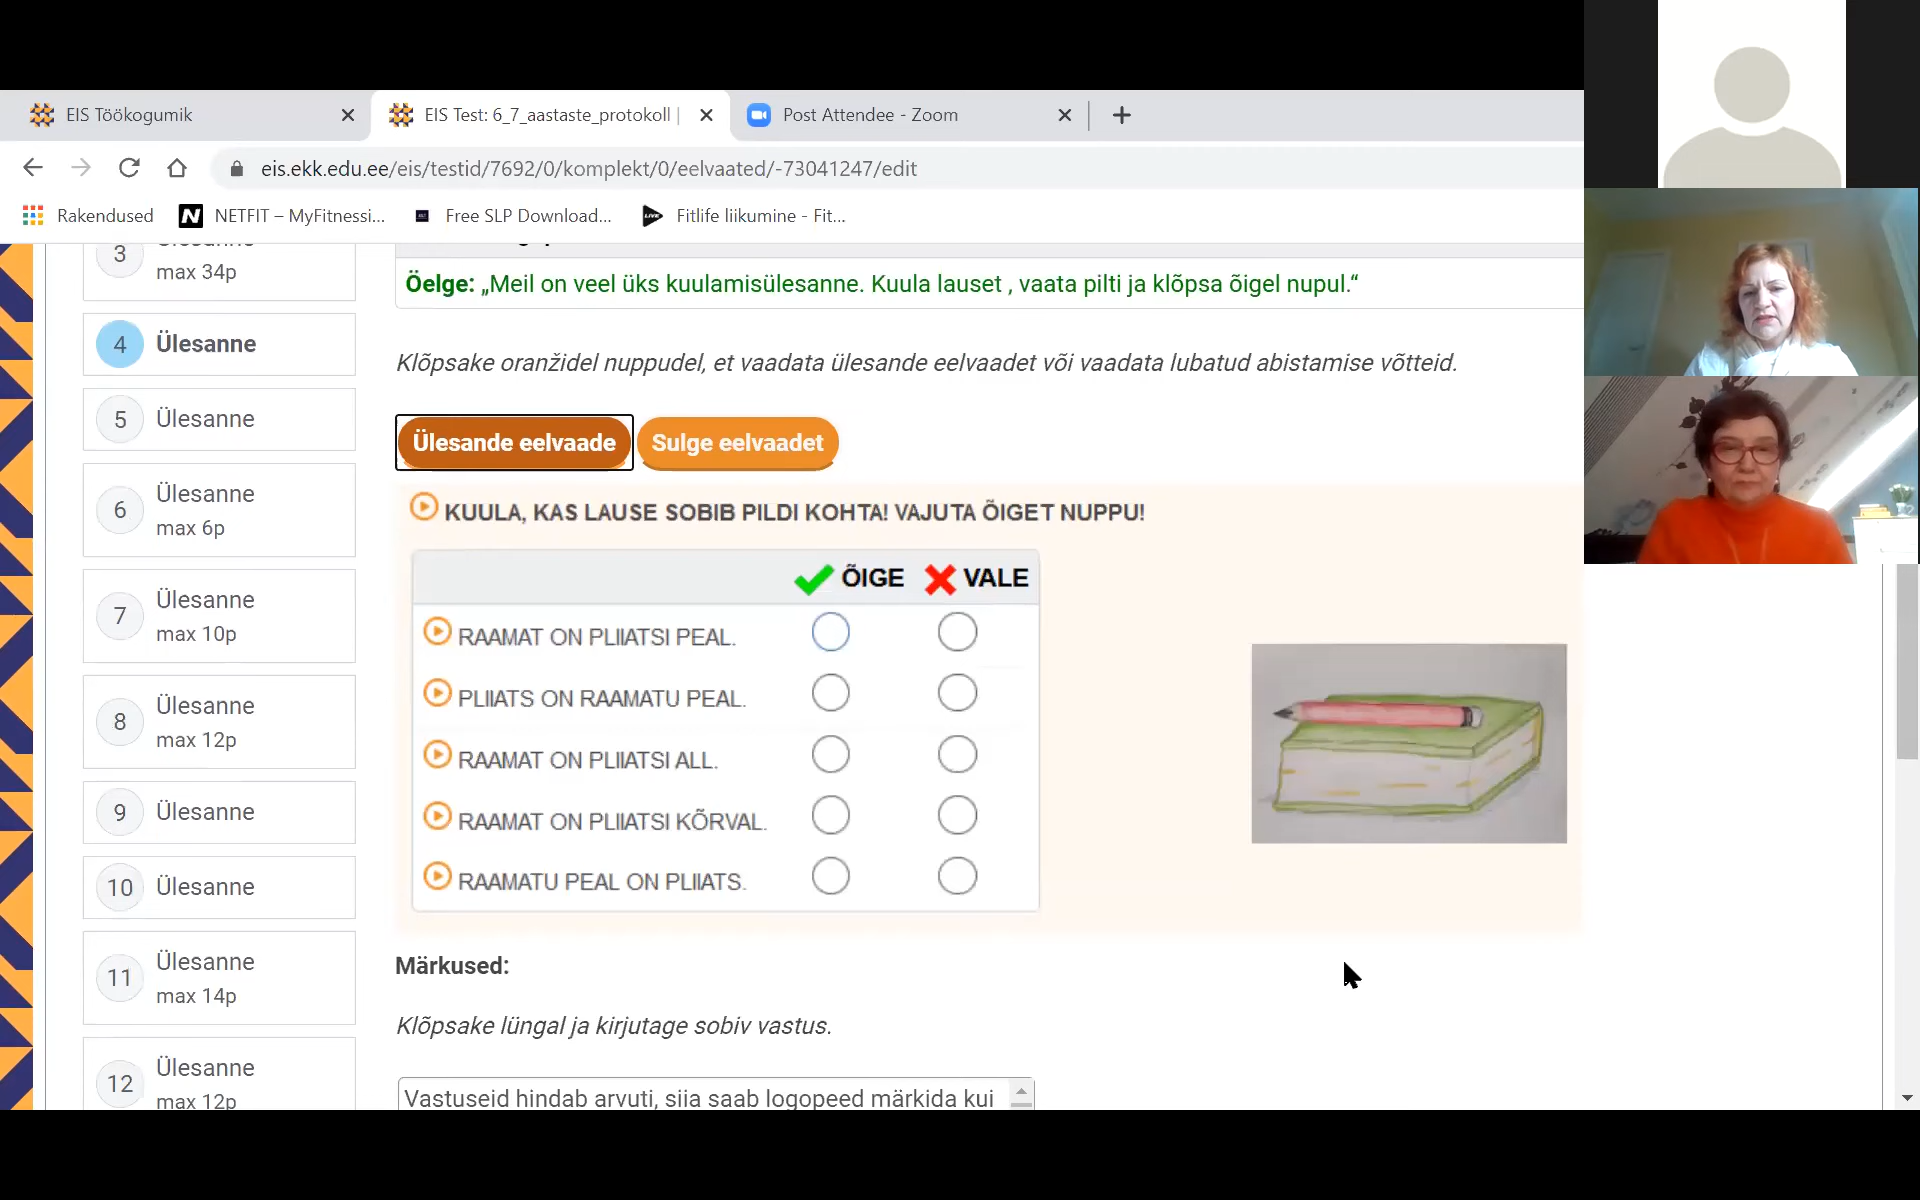 EIS Töökogumik
EIS Test: 6_7_aastaste_protokoll |
Post Attendee - Zoom
eis.ekk.edu.ee/eis/testid/7692/0/komplekt/0/eelvaated/-73041247/edit
Rakendused
NETFIT – MyFitnessi...
Free SLP Download...
Fitlife liikumine - Fit...
3
max 34p
4 Ülesanne
5 Ülesanne
6 Ülesanne
max 6p
7 Ülesanne
max 10p
8 Ülesanne
max 12p
9 Ülesanne
10 Ülesanne
11 Ülesanne
max 14p
12 Ülesanne
max 12p
Öelge: „Meil on veel üks kuulamisülesanne. Kuula lauset , vaata pilti ja klõpsa õigel nupul.“
Klõpsake oranžidel nuppudel, et vaadata ülesande eelvaadet või vaadata lubatud abistamise võtteid.
Ülesande eelvaade
Sulge eelvaadet
KUULA, KAS LAUSE SOBIB PILDI KOHTA! VAJUTA ÕIGET NUPPU!
ÕIGE VALE
RAAMAT ON PLIIATSI PEAL.
PLIIATS ON RAAMATU PEAL.
RAAMAT ON PLIIATSI ALL.
RAAMAT ON PLIIATSI KÕRVAL.
RAAMATU PEAL ON PLIIATS.
Märkused:
Klõpsake lüngal ja kirjutage sobiv vastus.
Vastuseid hindab arvuti, siia saab logopeed märkida kui